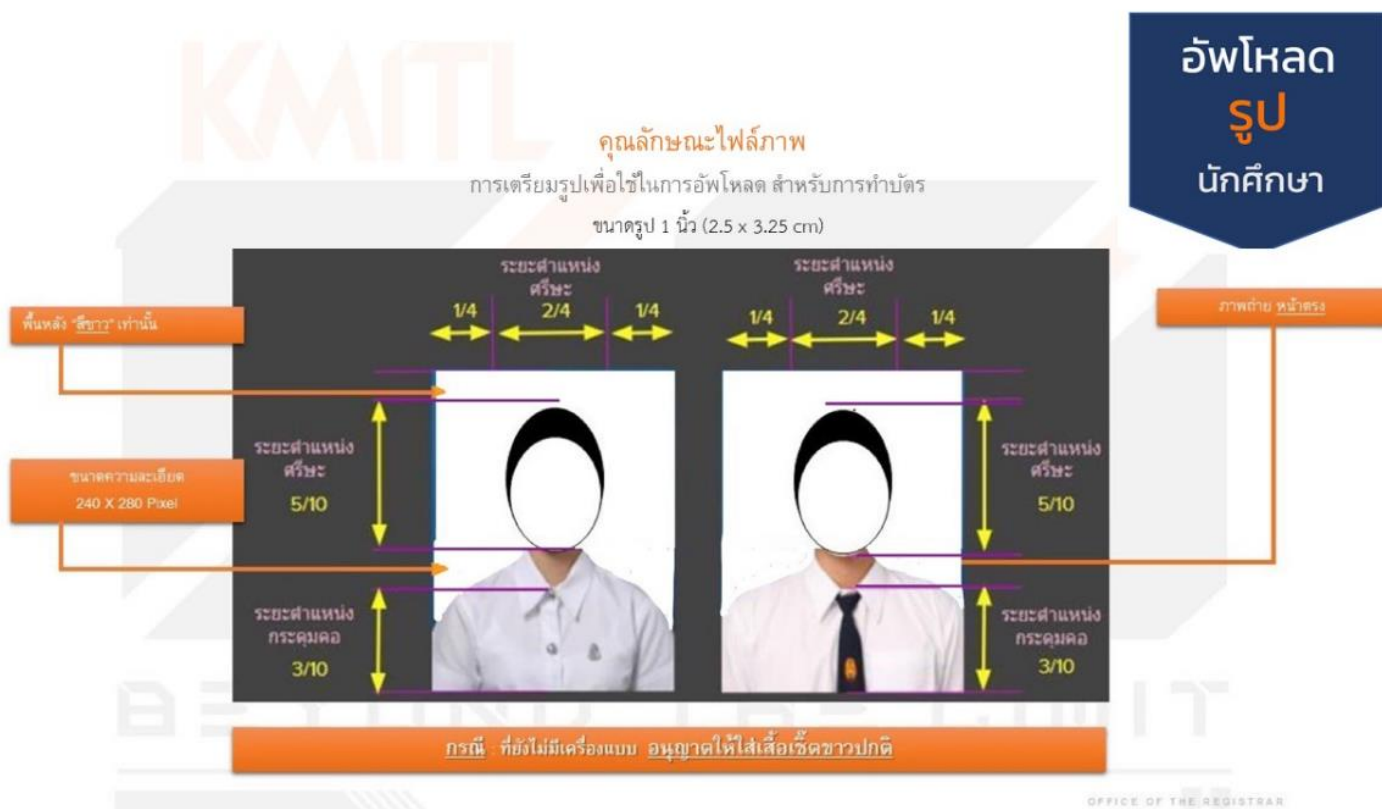 อัพโหลด
รูป
นักศึกษา
KMITL
คุณลักษณะไฟล์ภาพ
การเตรียมรูปเพื่อใช้ในการอัพโหลด สำหรับการทำบัตร
ขนาดรูป 1 นิ้ว (2.5 x 3.25 cm)
ระยะตำแหน่ง
ศรีษะ
1/4 2/4 1/4
ระยะตำแหน่ง
ศรีษะ
1/4 2/4 1/4
พื้นหลัง "สีขาว" เท่านั้น
ภาพถ่าย หน้าตรง
ระยะตำแหน่ง
ศรีษะ
5/10
ระยะตำแหน่ง
ศรีษะ
5/10
ขนาดความละเอียด
240 X 280 Pixel
ระยะตำแหน่ง
กระดุมคอ
3/10
ระยะตำแหน่ง
กระดุมคอ
3/10
BEYOND THE LIMIT
กรณี : ที่ยังไม่มีเครื่องแบบ อนุญาตให้ใส่เสื้อเชิ๊ตขาวปกติ
OFFICE OF THE REGISTRAR